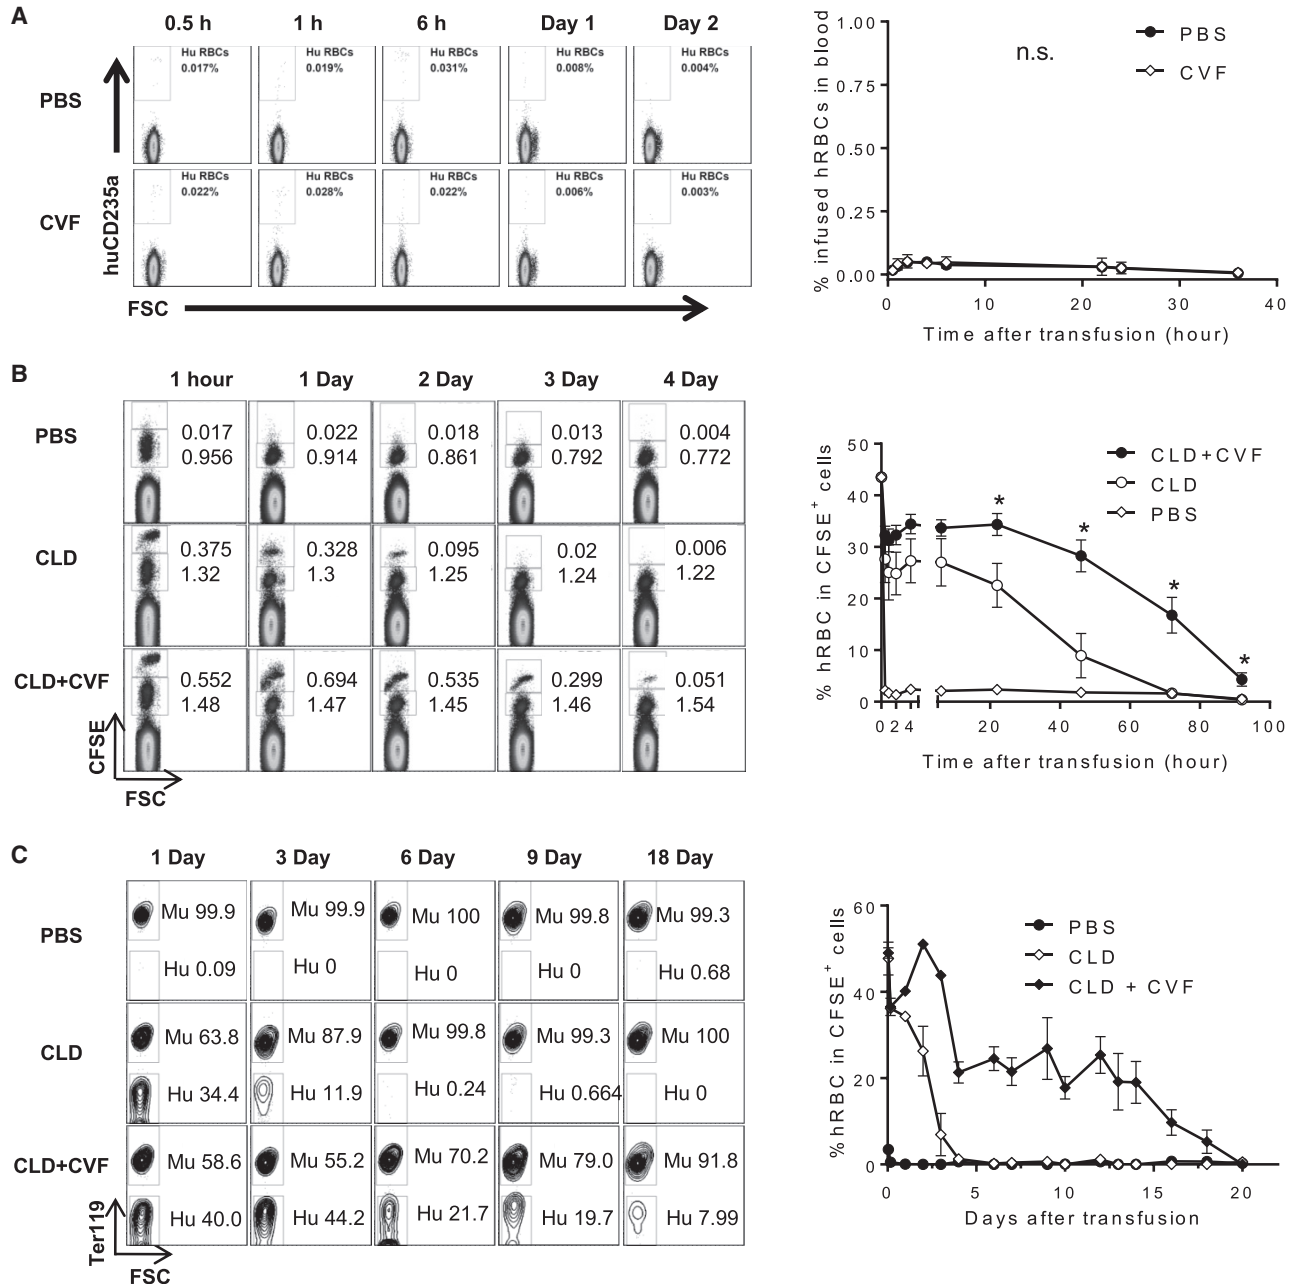 A
0.5 h 1 h 6 h Day 1 Day 2
PBS
Hu RBCs
0.017%
Hu RBCs
0.019%
Hu RBCs
0.031%
Hu RBCs
0.008%
Hu RBCs
0.004%
CVF
Hu RBCs
0.022%
Hu RBCs
0.028%
Hu RBCs
0.022%
Hu RBCs
0.006%
Hu RBCs
0.003%
huCD235a
FSC
% infused hRBCs in blood
1.00
0.75
0.50
0.25
0.00
n.s.
PBS
CVF
0 10 20 30 40
Time after transfusion (hour)
B
1 hour 1 Day 2 Day 3 Day 4 Day
PBS
0.017 0.022 0.018 0.013 0.004
0.956 0.914 0.861 0.792 0.772
CLD
0.375 0.328 0.095 0.02 0.006
1.32 1.3 1.25 1.24 1.22
CLD+CVF
0.552 0.694 0.535 0.299 0.051
1.48 1.47 1.45 1.46 1.54
CFSE
FSC
% hRBC in CFSE+ cells
50
40
30
20
10
0
CLD+CVF
CLD
PBS
* * * *
0 2 4 20 40 60 80 100
Time after transfusion (hour)
C
1 Day 3 Day 6 Day 9 Day 18 Day
PBS
Mu 99.9 Mu 99.9 Mu 100 Mu 99.8 Mu 99.3
Hu 0.09 Hu 0 Hu 0 Hu 0 Hu 0.68
CLD
Mu 63.8 Mu 87.9 Mu 99.8 Mu 99.3 Mu 100
Hu 34.4 Hu 11.9 Hu 0.24 Hu 0.664 Hu 0
CLD+CVF
Mu 58.6 Mu 55.2 Mu 70.2 Mu 79.0 Mu 91.8
Hu 40.0 Hu 44.2 Hu 21.7 Hu 19.7 Hu 7.99
Ter119
FSC
% hRBC in CFSE+ cells
60
40
20
0
PBS
CLD
CLD + CVF
0 5 10 15 20
Days after transfusion